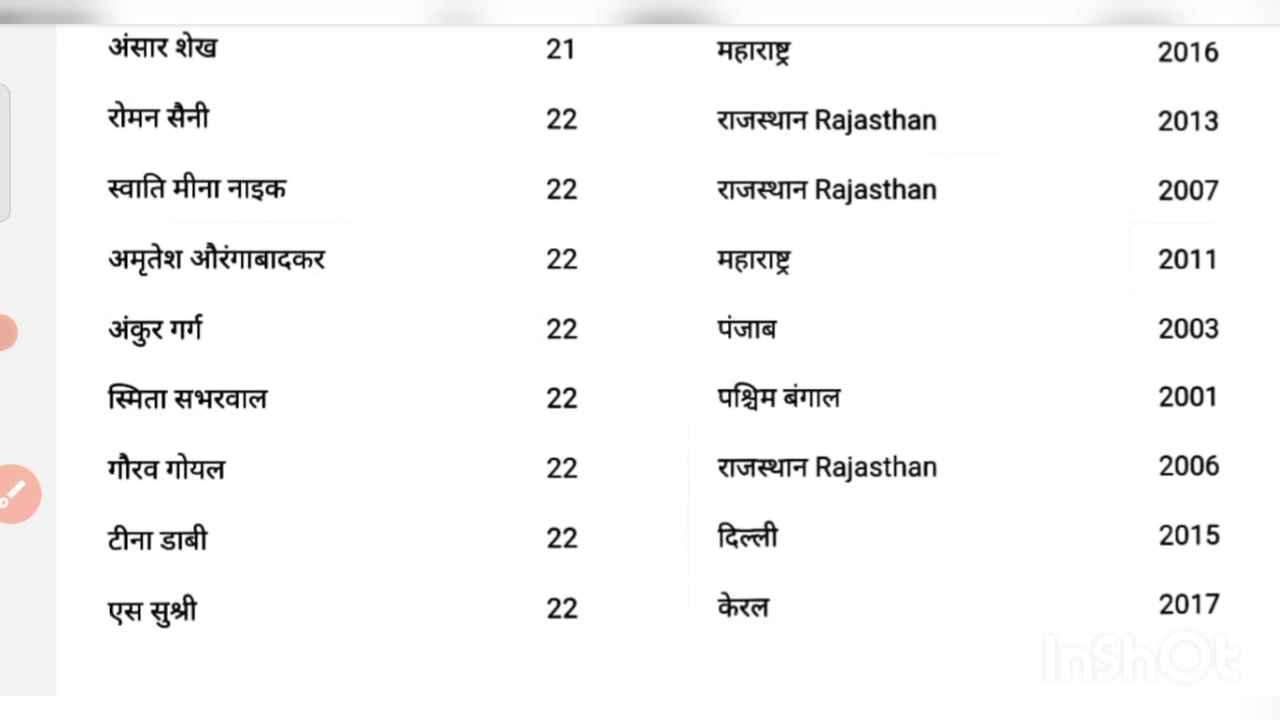 अंसार शेख 21 महाराष्ट्र 2016
रोमन सैनी 22 राजस्थान Rajasthan 2013
स्वाति मीना नाइक 22 राजस्थान Rajasthan 2007
अमृतेश औरंगाबादकर 22 महाराष्ट्र 2011
अंकुर गर्ग 22 पंजाब 2003
स्मिता सभरवाल 22 पश्चिम बंगाल 2001
गौरव गोयल 22 राजस्थान Rajasthan 2006
टीना डाबी 22 दिल्ली 2015
एस सुश्री 22 केरल 2017
InShOt